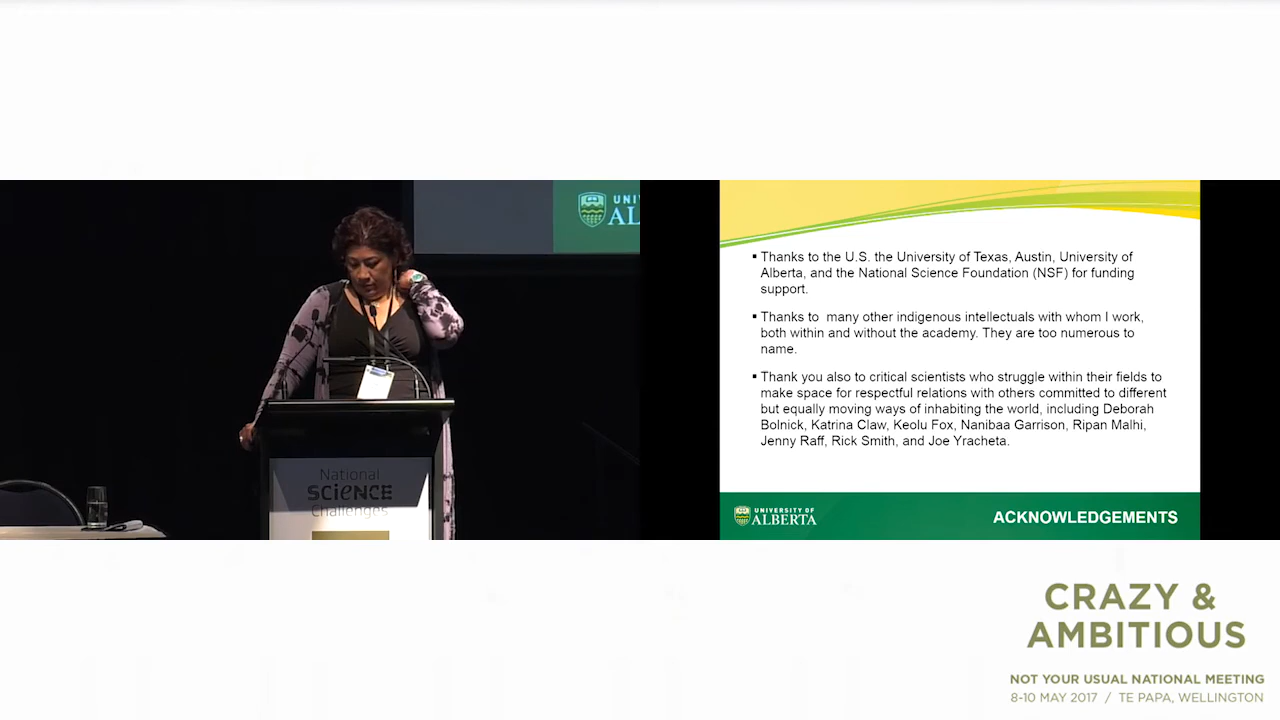 UNI
AL
National
SCIENCE
Challenges
Thanks to the U.S. the University of Texas, Austin, University of
Alberta, and the National Science Foundation (NSF) for funding
support.
Thanks to  many other indigenous intellectuals with whom I work,
both within and without the academy. They are too numerous to
name.
Thank you also to critical scientists who struggle within their fields to
make space for respectful relations with others committed to different
but equally moving ways of inhabiting the world, including Deborah
Bolnick, Katrina Claw, Keolu Fox, Nanibaa Garrison, Ripan Malhi,
Jenny Raff, Rick Smith, and Joe Yracheta.
UNIVERSITY OF
ALBERTA
ACKNOWLEDGEMENTS
CRAZY &
AMBITIOUS
NOT YOUR USUAL NATIONAL MEETING
8-10 MAY 2017 / TE PAPA, WELLINGTON